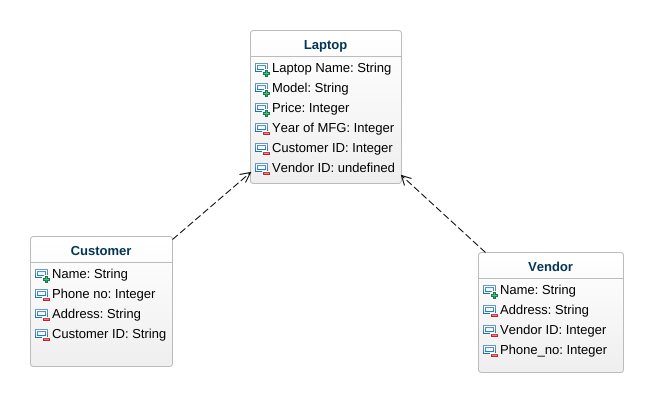 Laptop
Laptop Name: String
Model: String
Price: Integer
Year of MFG: Integer
Customer ID: Integer
Vendor ID: undefined
Customer
Name: String
Phone no: Integer
Address: String
Customer ID: String
Vendor
Name: String
Address: String
Vendor ID: Integer
Phone_no: Integer